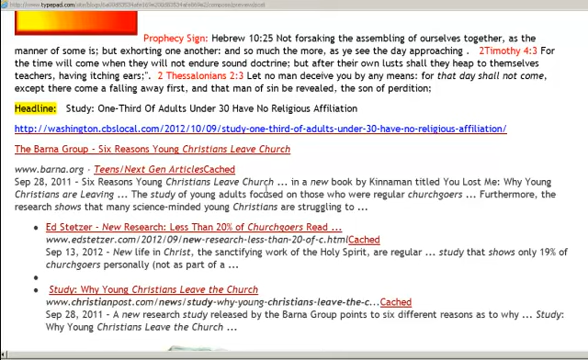 Prophecy Sign: Hebrew 10:25 Not forsaking the assembling of ourselves together, as the
manner of some is; but exhorting one another: and so much the more, as ye see the day approaching . 2Timothy 4:3 For
the time will come when they will not endure sound doctrine; but after their own lusts shall they heap to themselves
teachers, having itching ears;". 2 Thessalonians 2:3 Let no man deceive you by any means: for that day shall not come,
except there come a falling away first, and that man of sin be revealed, the son of perdition;
Headline: Study: One-Third Of Adults Under 30 Have No Religious Affiliation
http://washington.cbslocal.com/2012/10/09/study-one-third-of-adults-under-30-have-no-religious-affiliation/
The Barna Group - Six Reasons Young Christians Leave Church
www.barna.org - Teens/Next Gen ArticlesCached
Sep 28, 2011 – Six Reasons Young Christians Leave Church ... in a new book by Kinnaman titled You Lost Me: Why Young
Christians are Leaving ... The study of young adults focused on those who were regular churchgoers ... Furthermore, the
research shows that many science-minded young Christians are struggling to ...
Ed Stetzer - New Research: Less Than 20% of Churchgoers Read ...
www.edstetzer.com/2012/09/new-research-less-than-20-of-c.htmlCached
Sep 13, 2012 - New life in Christ, the sanctifying work of the Holy Spirit, are regular ... study that shows only 19% of
churchgoers personally (not as part of a ...
Study: Why Young Christians Leave the Church
www.christianpost.com/news/study-why-young-christians-leave-the-c...Cached
Sep 28, 2011 - A new research study released by the Barna Group points to six different reasons as to why ... Study:
Why Young Christians Leave the Church ...